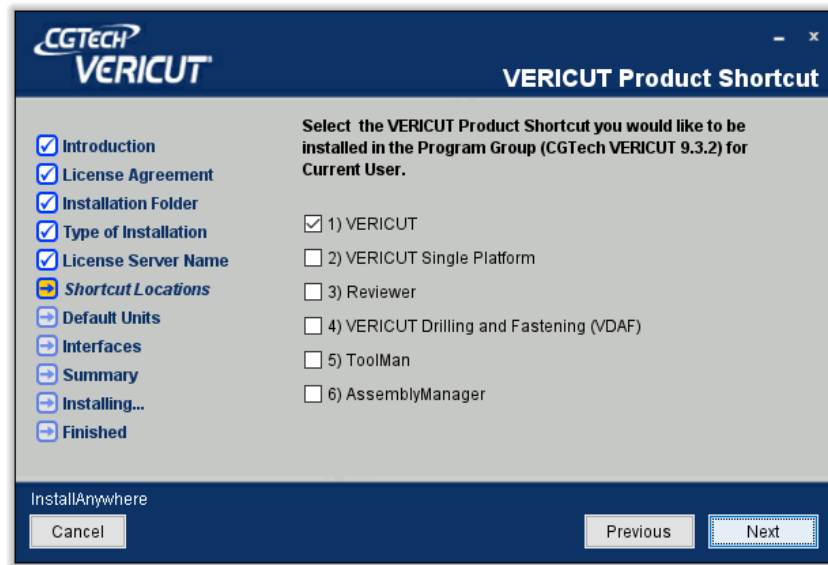 CGTECH
VERICUT
VERICUT Product Shortcut
Introduction
License Agreement
Installation Folder
Type of Installation
License Server Name
Shortcut Locations
Default Units
Interfaces
Summary
Installing...
Finished
Select the VERICUT Product Shortcut you would like to be
installed in the Program Group (CGTech VERICUT 9.3.2) for
Current User.
1) VERICUT
2) VERICUT Single Platform
3) Reviewer
4) VERICUT Drilling and Fastening (VDAF)
5) ToolMan
6) AssemblyManager
InstallAnywhere
Cancel
Previous
Next